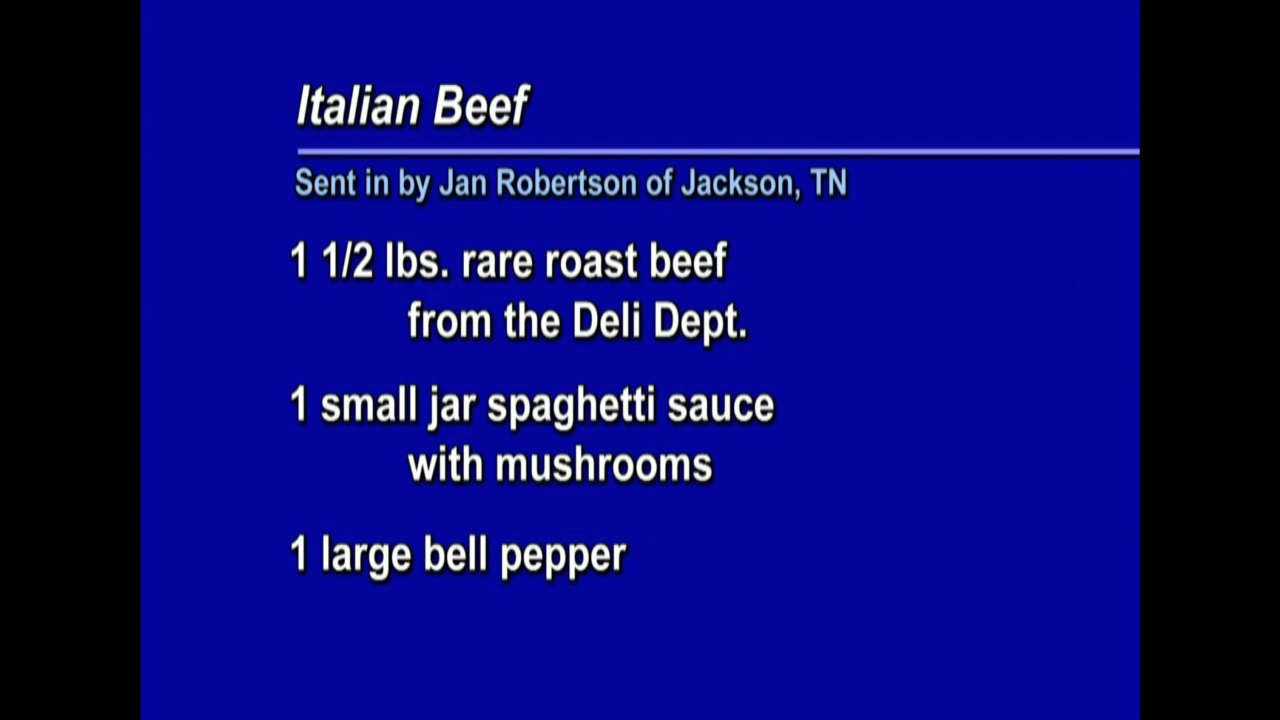 Italian Beef
Sent in by Jan Robertson of Jackson, TN
1 1/2 lbs. rare roast beef
from the Deli Dept.
1 small jar spaghetti sauce
with mushrooms
1 large bell pepper